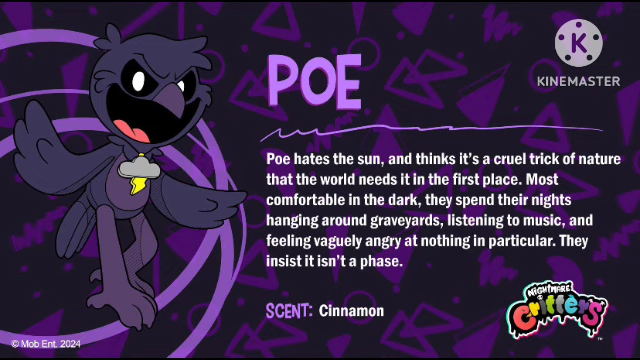 POE
KINEMASTER
Poe hates the sun, and thinks it's a cruel trick of nature
that the world needs it in the first place. Most
comfortable in the dark, they spend their nights
hanging around graveyards, listening to music, and
feeling vaguely angry at nothing in particular. They
insist it isn't a phase.
SCENT: Cinnamon
NIGHTMARE
Critters
TM
© Mob Ent. 2024